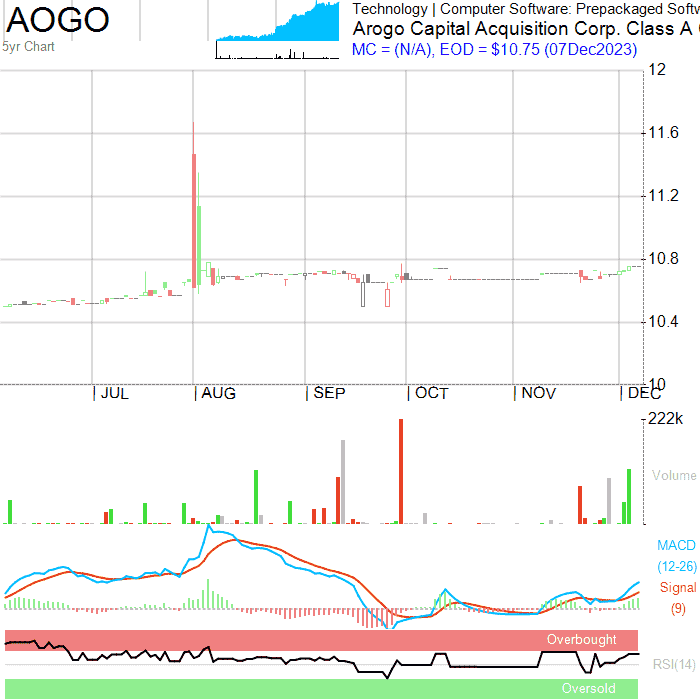 AOGO
5yr Chart
Technology | Computer Software: Prepackaged Softw
Arogo Capital Acquisition Corp. Class A
MC = (N/A), EOD = $10.75 (07Dec2023)
12
11.6
11.2
10.8
10.4
10
JUL AUG SEP OCT NOV DEC
222k
Volume
MACD
(12-26)
Signal
(9)
Overbought
RSI(14)
Oversold